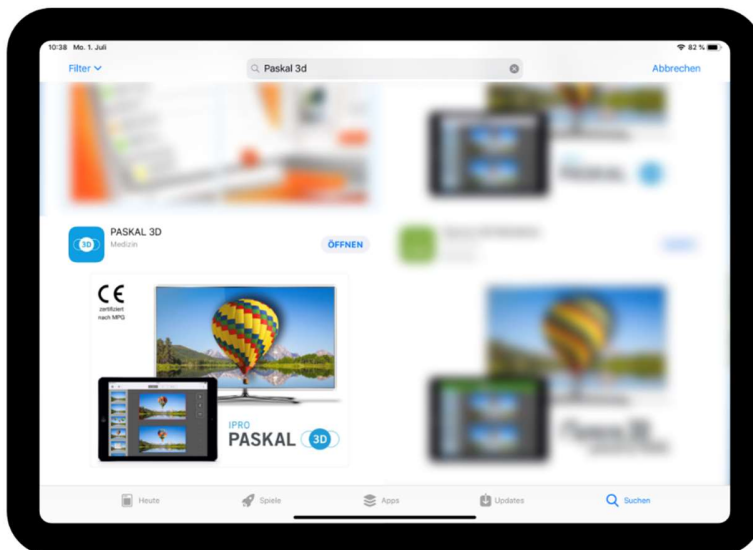 10:38 Mo. 1. Juli
82 %
Filter
Paskal 3d
Abbrechen
PASKAL
3D
PASKAL 3D
Medizin
ÖFFNEN
CE
zertifiziert
nach MPG
IPRO
PASKAL 3D
Heute
Spiele
Apps
Updates
Suchen